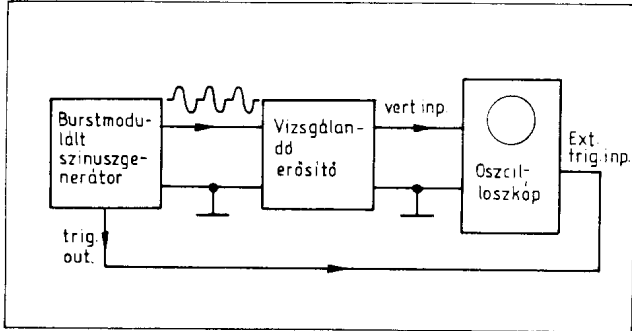 Burstmodu-
lált
szinuszge-
nerátor
trig.
out.
Vizsgálan-
dó
erősítő
vert inp.
Oszcil-
loszkóp
Ext.
trig. inp.